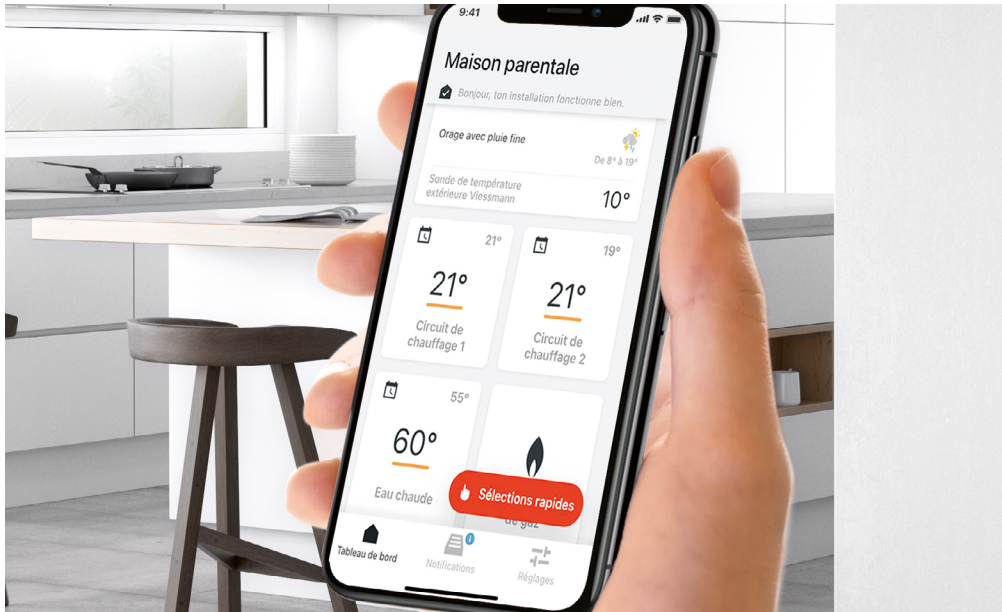 9:41
Maison parentale
Bonjour, ton installation fonctionne bien.
Orage avec pluie fine
De 8° à 19°
Sonde de température
extérieure Viessmann
10°
21°
21°
Circuit de
chauffage 1
19°
21°
Circuit de
chauffage 2
55°
60°
Eau chaude
Sélections rapides
de gaz
Tableau de bord
Notifications
Réglages